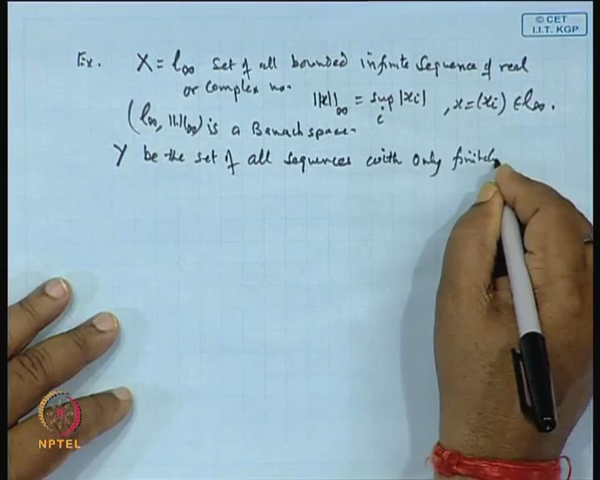 © CET
I.I.T. KGP
Ex. X = l∞ set of all bounded infinite sequence of real
or complex no.
||x||∞ = sup_i |xi| , x = (xi) ∈ l∞.
(l∞, ||·||∞) is a Banach space.
Y be the set of all sequences with only finitely
NPTEL